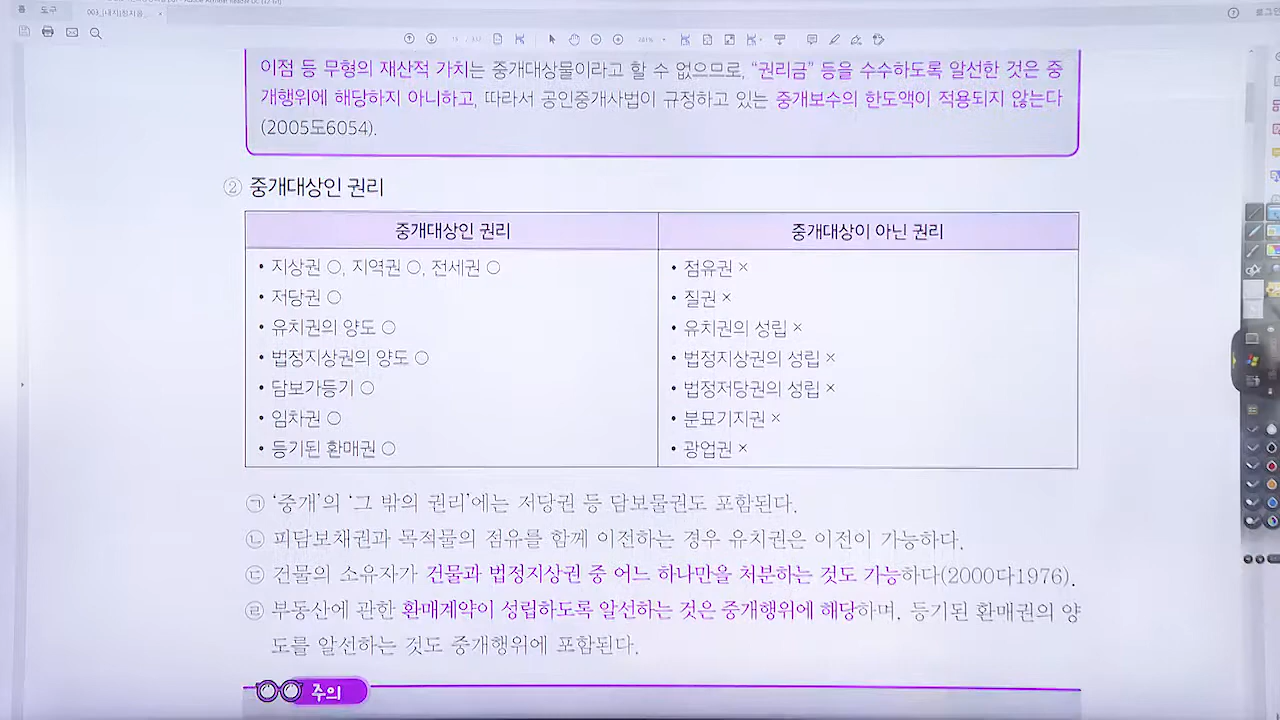 홈 도구
이점 등 무형의 재산적 가치는 중개대상물이라고 할 수 없으므로, “권리금” 등을 수수하도록 알선한 것은 중
개행위에 해당하지 아니하고, 따라서 공인중개사법이 규정하고 있는 중개보수의 한도액이 적용되지 않는다
(2005도6054).
② 중개대상인 권리
중개대상인 권리 중개대상이 아닌 권리
• 지상권 ○, 지역권 ○, 전세권 ○ • 점유권 ×
• 저당권 ○ • 질권 ×
• 유치권의 양도 ○ • 유치권의 성립 ×
• 법정지상권의 양도 ○ • 법정지상권의 성립 ×
• 담보가등기 ○ • 법정저당권의 성립 ×
• 임차권 ○ • 분묘기지권 ×
• 등기된 환매권 ○ • 광업권 ×
㉠ ‘중개’의 ‘그 밖의 권리’에는 저당권 등 담보물권도 포함된다.
㉡ 피담보채권과 목적물의 점유를 함께 이전하는 경우 유치권은 이전이 가능하다.
㉢ 건물의 소유자가 건물과 법정지상권 중 어느 하나만을 처분하는 것도 가능하다(2000다1976).
㉣ 부동산에 관한 환매계약이 성립하도록 알선하는 것은 중개행위에 해당하며, 등기된 환매권의 양
도를 알선하는 것도 중개행위에 포함된다.
주의